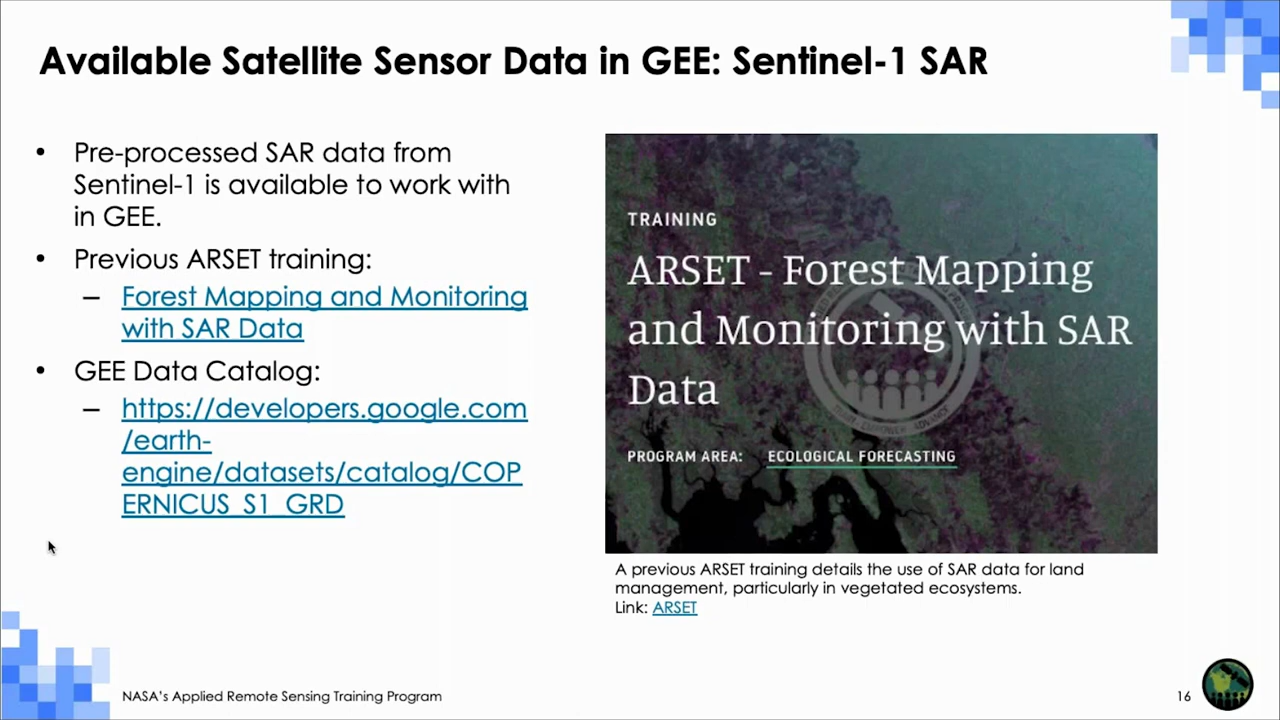 Available Satellite Sensor Data in GEE: Sentinel-1 SAR
• Pre-processed SAR data from
Sentinel-1 is available to work with
in GEE.
• Previous ARSET training:
– Forest Mapping and Monitoring
with SAR Data
• GEE Data Catalog:
– https://developers.google.com
/earth-
engine/datasets/catalog/COP
ERNICUS_S1_GRD
TRAINING
ARSET - Forest Mapping
and Monitoring with SAR
Data
PROGRAM AREA: ECOLOGICAL FORECASTING
A previous ARSET training details the use of SAR data for land
management, particularly in vegetated ecosystems.
Link: ARSET
NASA's Applied Remote Sensing Training Program
16